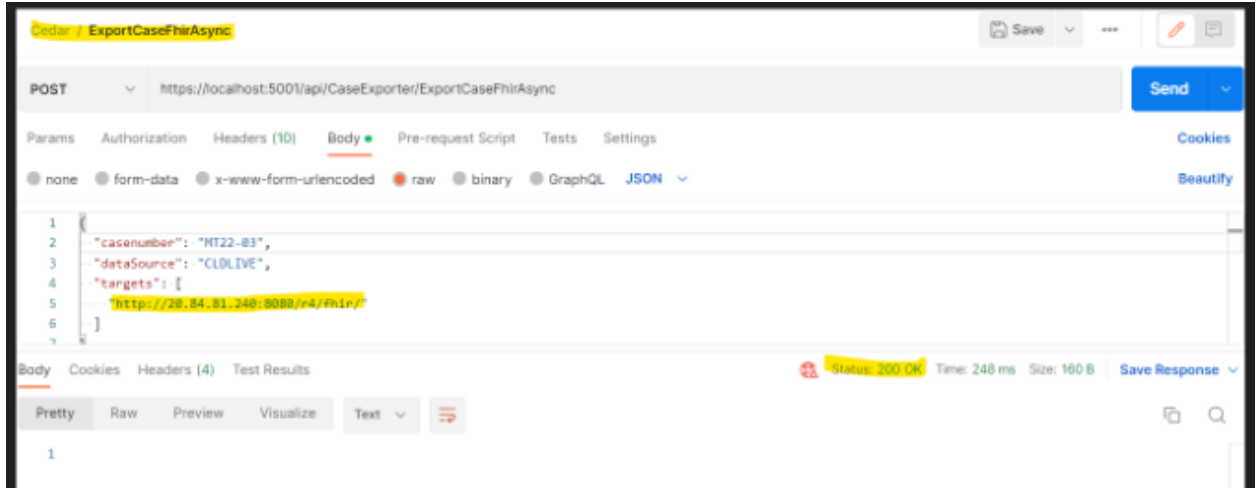 Cedar / ExportCaseFhirAsync
Save
POST https://localhost:5001/api/CaseExporter/ExportCaseFhirAsync Send
Params Authorization Headers (10) Body Pre-request Script Tests Settings Cookies
none form-data x-www-form-urlencoded raw binary GraphQL JSON Beautify
1 {
2 "casenumber": "MT22-03",
3 "dataSource": "CLDLIVE",
4 "targets": [
5 "http://20.84.81.240:8080/r4/fhir/"
6 ]
7 }
Body Cookies Headers (4) Test Results Status: 200 OK Time: 248 ms Size: 160 B Save Response
Pretty Raw Preview Visualize Text
1